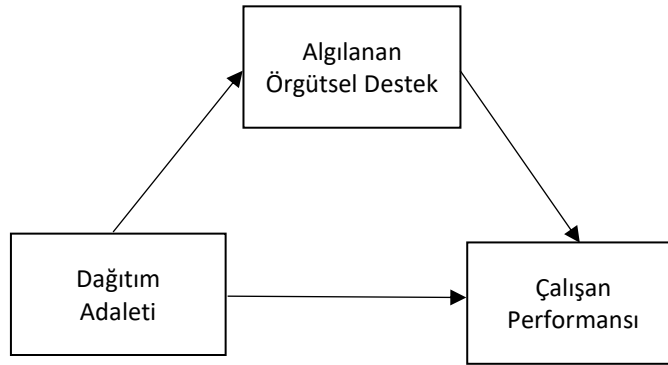 Algılanan
Örgütsel Destek
Dağıtım
Adaleti
Çalışan
Performansı